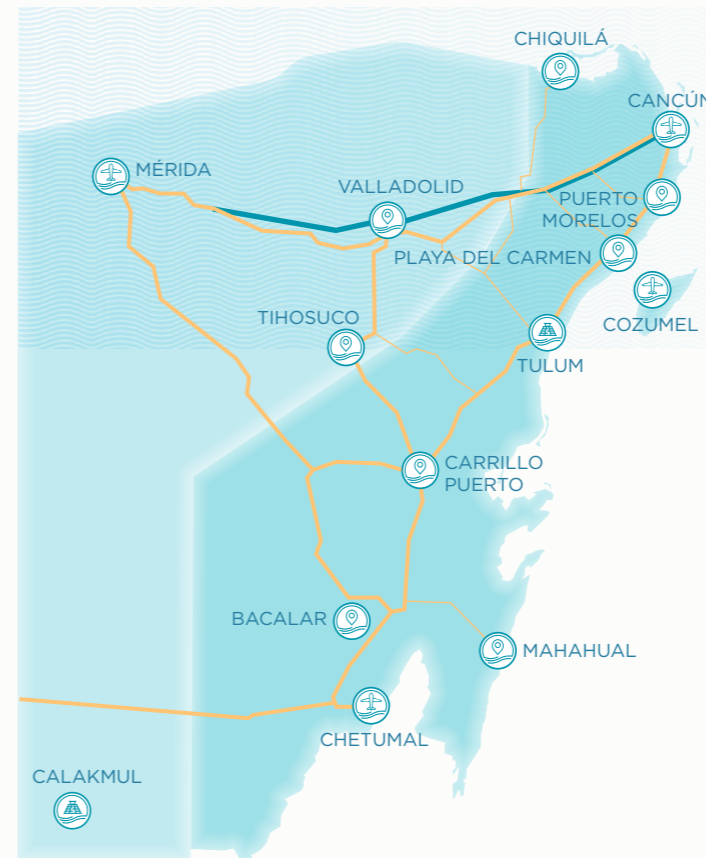 CHIQUILÁ
CANCÚN
MÉRIDA
VALLADOLID
PUERTO
MORELOS
PLAYA DEL CARMEN
COZUMEL
TIHOSUCO
TULUM
CARRILLO
PUERTO
BACALAR
MAHAHUAL
CHETUMAL
CALAKMUL